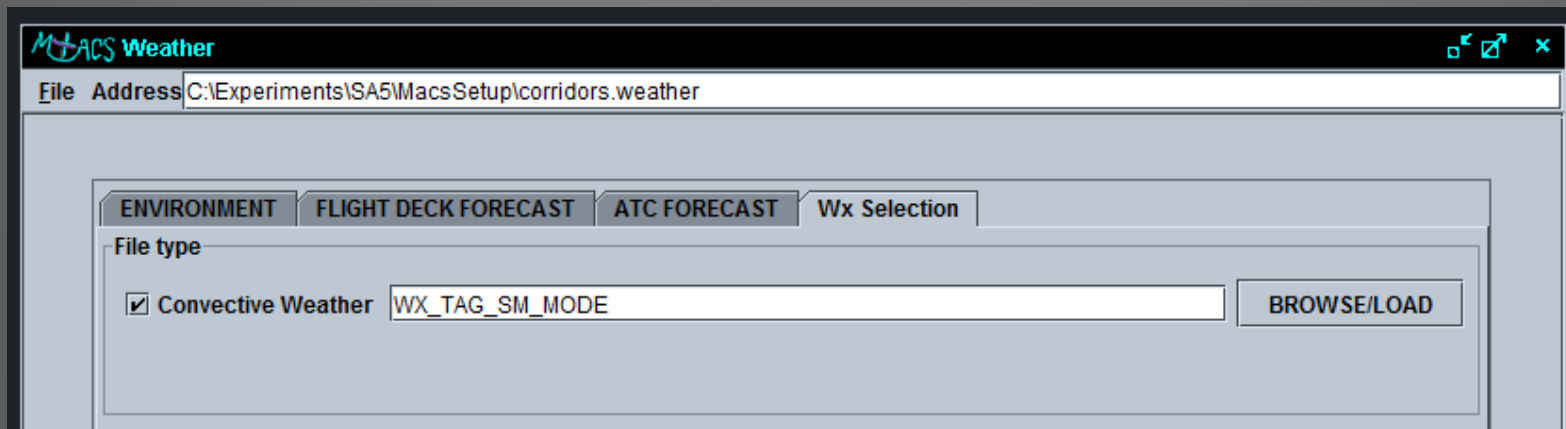 MACS Weather
File Address C:\Experiments\SA5\MacsSetup\corridors.weather
ENVIRONMENT FLIGHT DECK FORECAST ATC FORECAST Wx Selection
File type
Convective Weather WX_TAG_SM_MODE BROWSE/LOAD